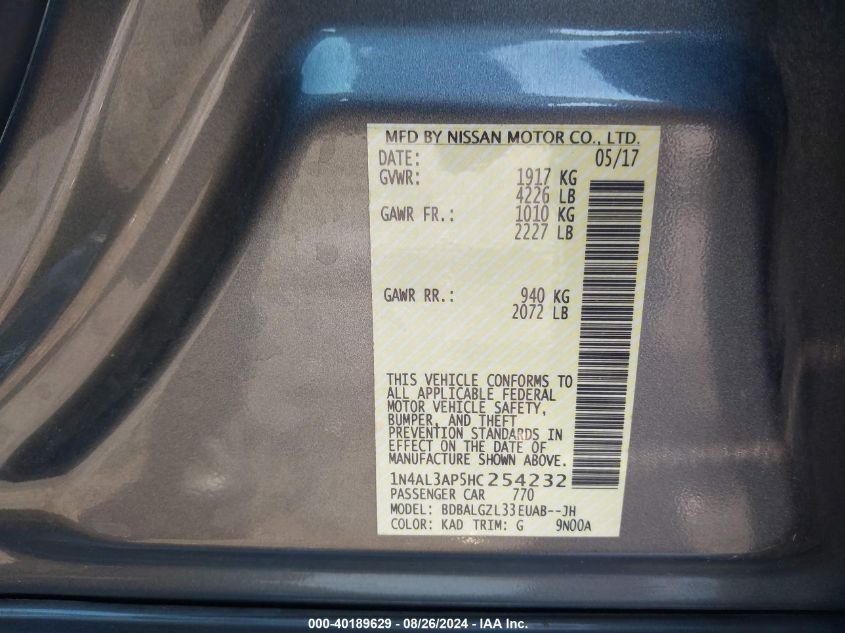 MFD BY NISSAN MOTOR CO., LTD.
DATE: 05/17
GVWR: 1917 KG
4226 LB
GAWR FR.: 1010 KG
2227 LB
GAWR RR.: 940 KG
2072 LB
THIS VEHICLE CONFORMS TO
ALL APPLICABLE FEDERAL
MOTOR VEHICLE SAFETY,
BUMPER, AND THEFT
PREVENTION STANDARDS IN
EFFECT ON THE DATE OF
MANUFACTURE SHOWN ABOVE.
1N4AL3AP5HC254232
PASSENGER CAR 770
MODEL: BDBALGZL33EUAB--JH
COLOR: KAD TRIM: G 9N00A
000-40189629 - 08/26/2024 - IAA Inc.